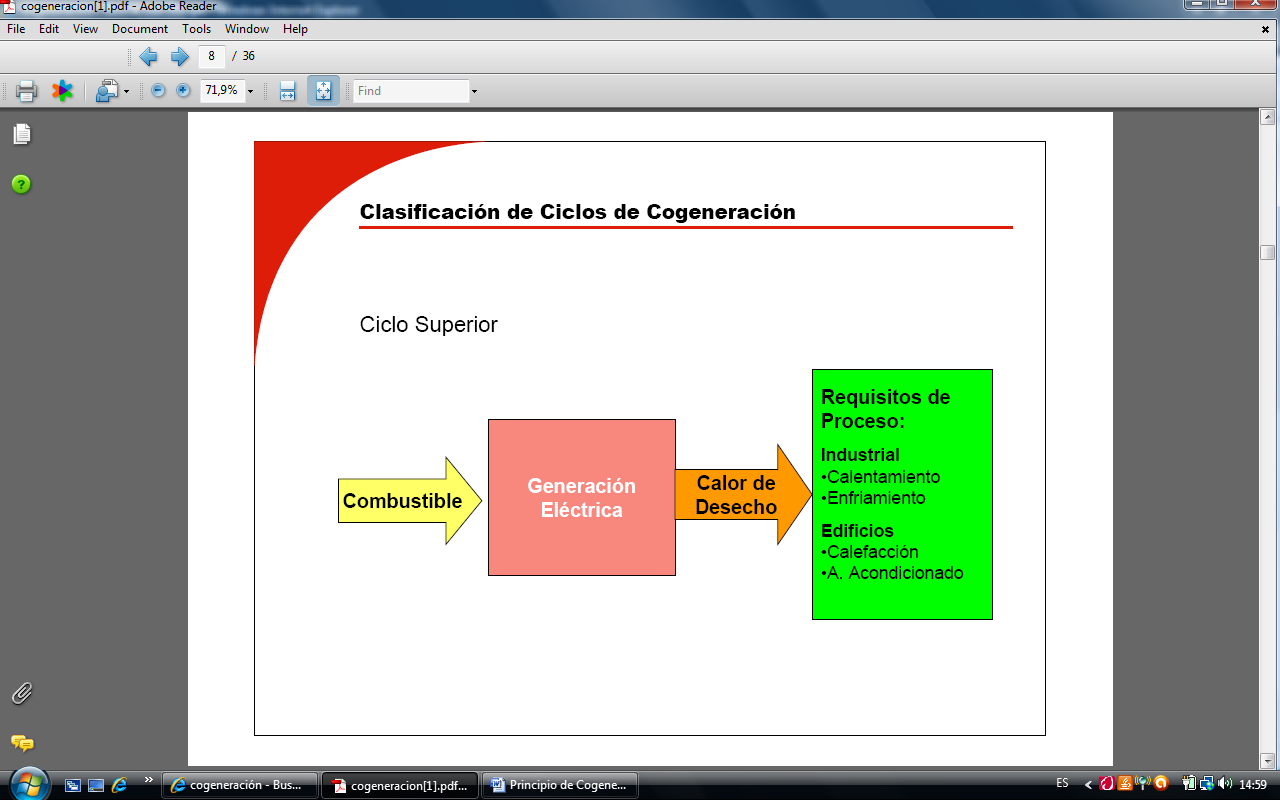 cogeneracion[1].pdf - Adobe Reader
File Edit View Document Tools Window Help
8 / 36
71,9% Find
Clasificación de Ciclos de Cogeneración
Ciclo Superior
Combustible
Generación
Eléctrica
Calor de
Desecho
Requisitos de
Proceso:
Industrial
•Calentamiento
•Enfriamiento
Edificios
•Calefacción
•A. Acondicionado
cogeneración - Bus... cogeneracion[1].pdf... Principio de Cogene... ES 14:59